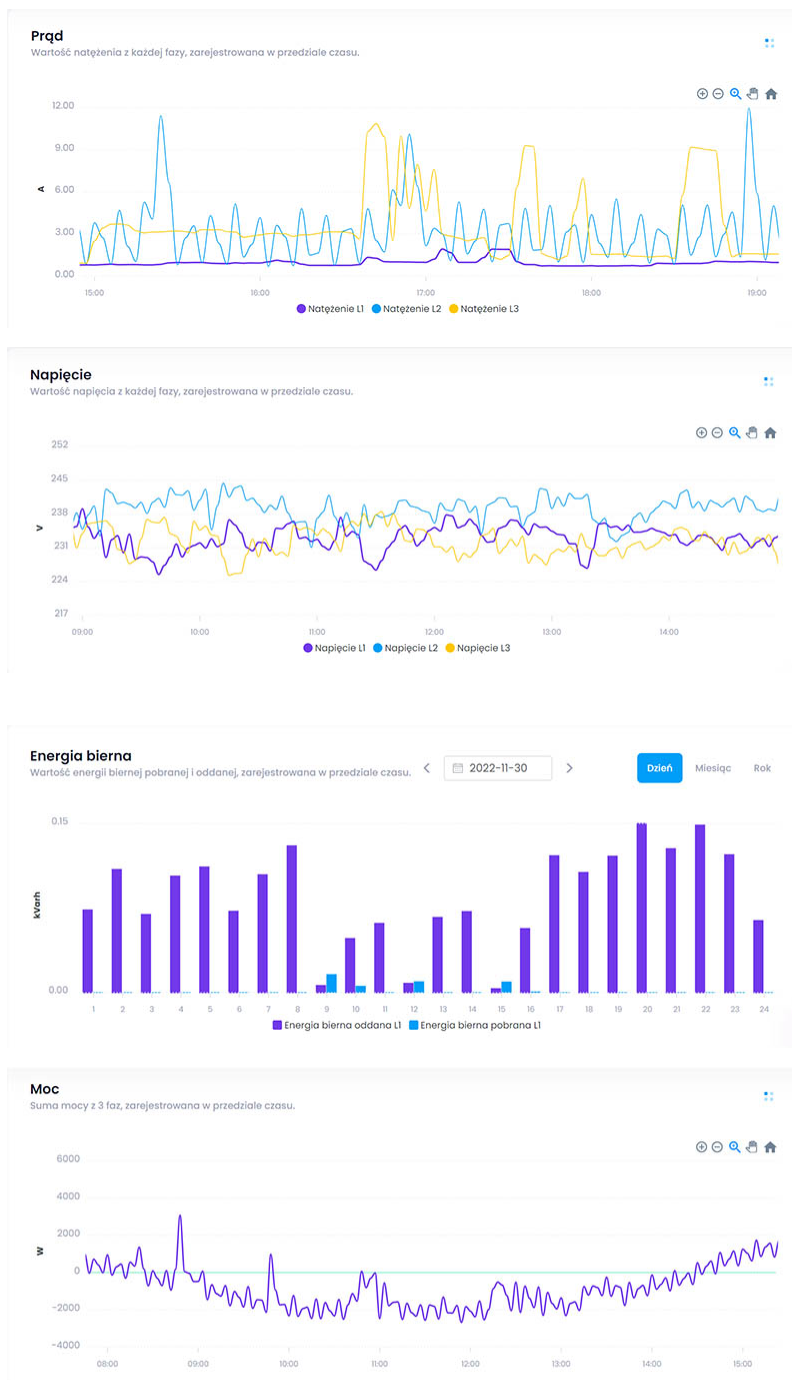 Prąd
Wartość natężenia z każdej fazy, zarejestrowana w przedziale czasu.
12.00
9.00
6.00
3.00
0.00
A
15:00 16:00 17:00 18:00 19:00
Natężenie L1 Natężenie L2 Natężenie L3
Napięcie
Wartość napięcia z każdej fazy, zarejestrowana w przedziale czasu.
252
245
238
231
224
217
V
09:00 10:00 11:00 12:00 13:00 14:00
Napięcie L1 Napięcie L2 Napięcie L3
Energia bierna
Wartość energii biernej pobranej i oddanej, zarejestrowana w przedziale czasu.
2022-11-30
Dzień Miesiąc Rok
0.15
kVarh
0.00
1 2 3 4 5 6 7 8 9 10 11 12 13 14 15 16 17 18 19 20 21 22 23 24
Energia bierna oddana L1 Energia bierna pobrana L1
Moc
Suma mocy z 3 faz, zarejestrowana w przedziale czasu.
6000
4000
2000
0
-2000
-4000
W
08:00 09:00 10:00 11:00 12:00 13:00 14:00 15:00